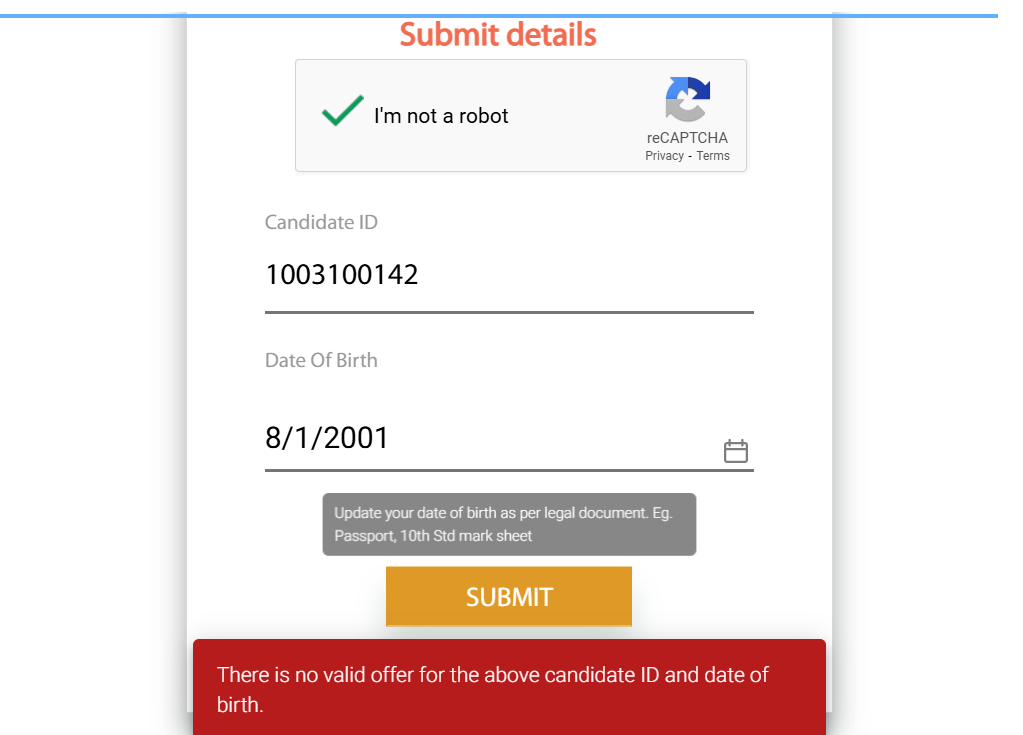 Submit details
I'm not a robot
reCAPTCHA
Privacy - Terms
Candidate ID
1003100142
Date Of Birth
8/1/2001
Update your date of birth as per legal document. Eg.
Passport, 10th Std mark sheet
SUBMIT
There is no valid offer for the above candidate ID and date of
birth.